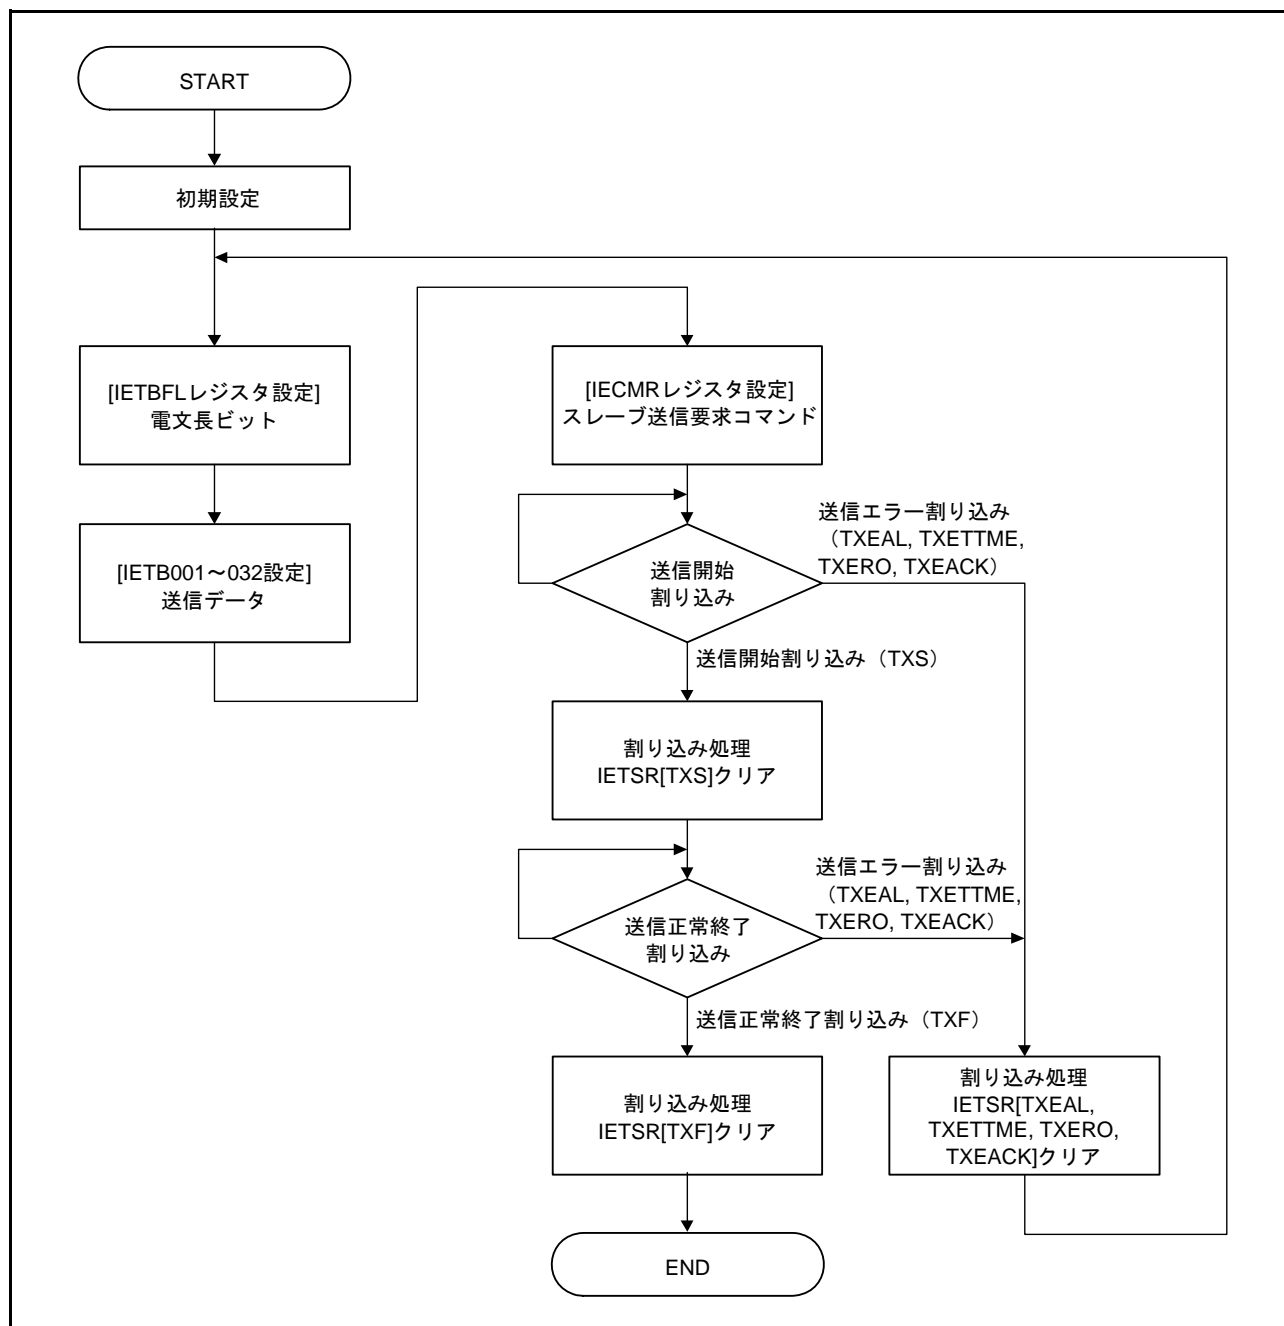 START
初期設定
[IETBFLレジスタ設定]
電文長ビット
[IETB001～032設定]
送信データ
[IECMRレジスタ設定]
スレーブ送信要求コマンド
送信開始
割り込み
送信エラー割り込み
（TXEAL, TXETTME,
TXERO, TXEACK）
送信開始割り込み（TXS）
割り込み処理
IETSR[TXS]クリア
送信正常終了
割り込み
送信エラー割り込み
（TXEAL, TXETTME,
TXERO, TXEACK）
送信正常終了割り込み（TXF）
割り込み処理
IETSR[TXF]クリア
割り込み処理
IETSR[TXEAL,
TXETTME, TXERO,
TXEACK]クリア
END